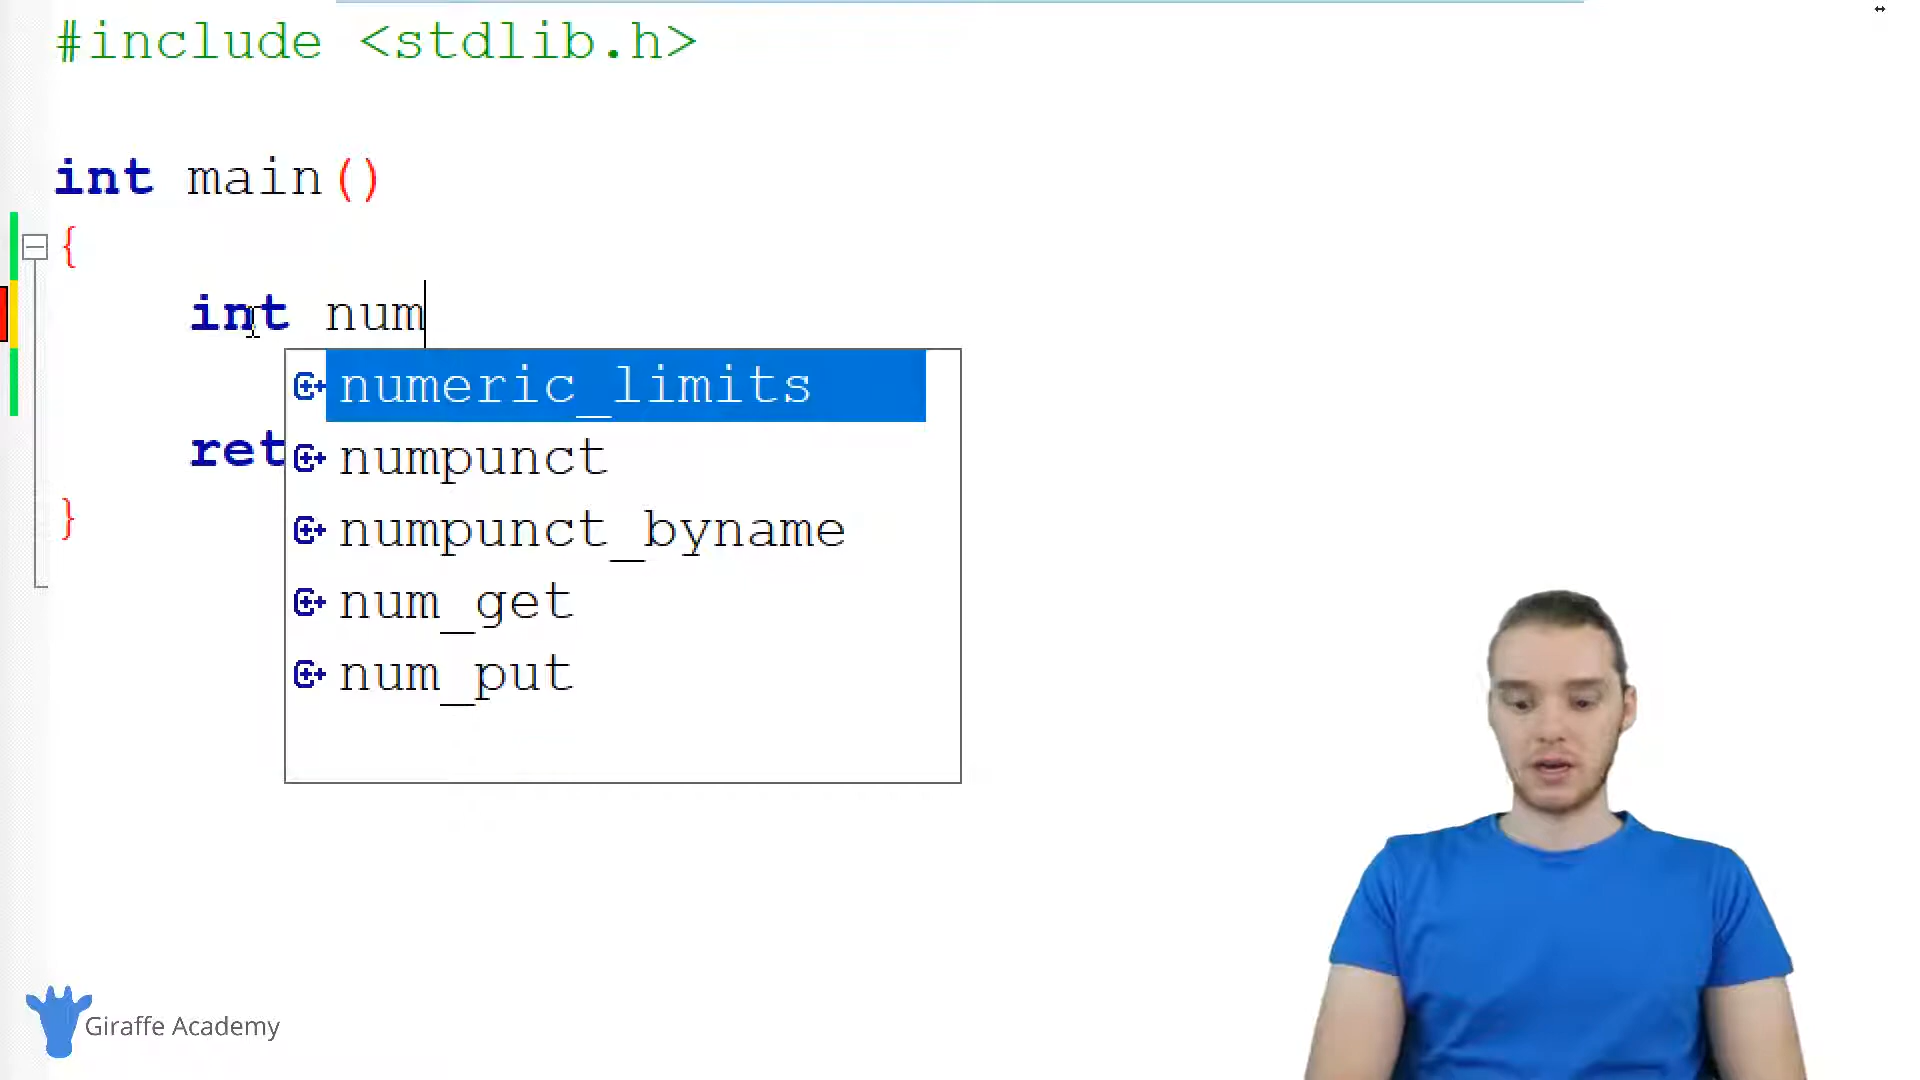 #include <stdlib.h>
int main()
{
int num
numeric_limits
numpunct
ret
numpunct_byname
}
num_get
num_put
Giraffe Academy